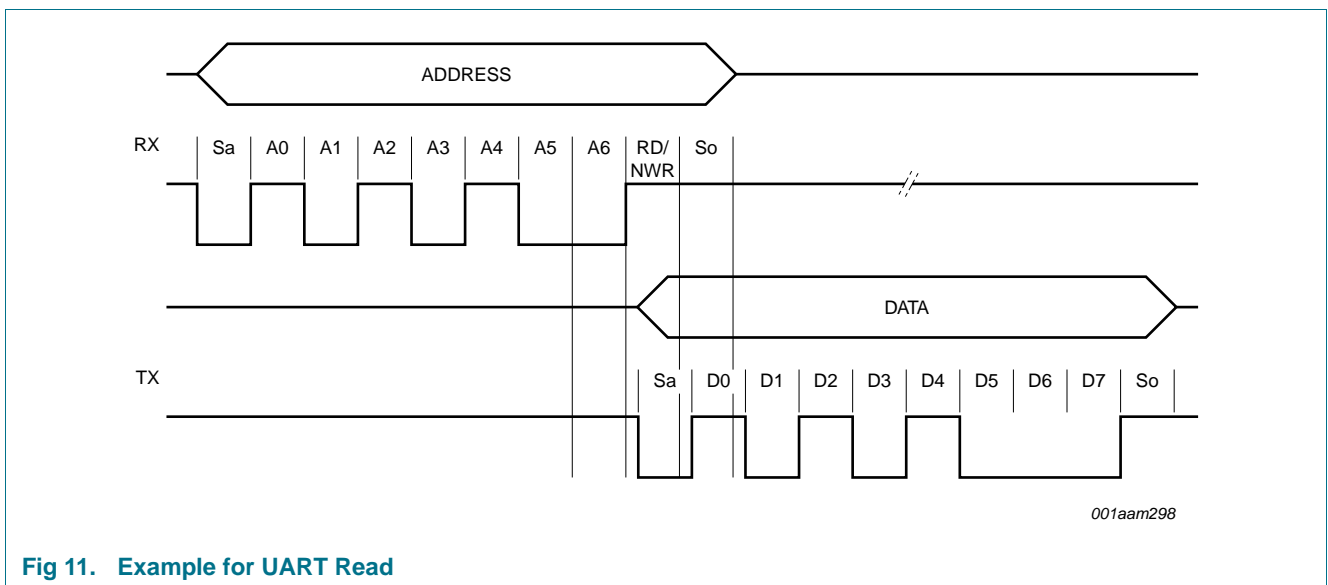 ADDRESS
RX Sa A0 A1 A2 A3 A4 A5 A6 RD/ So
NWR
DATA
TX Sa D0 D1 D2 D3 D4 D5 D6 D7 So
001aam298
Fig 11. Example for UART Read